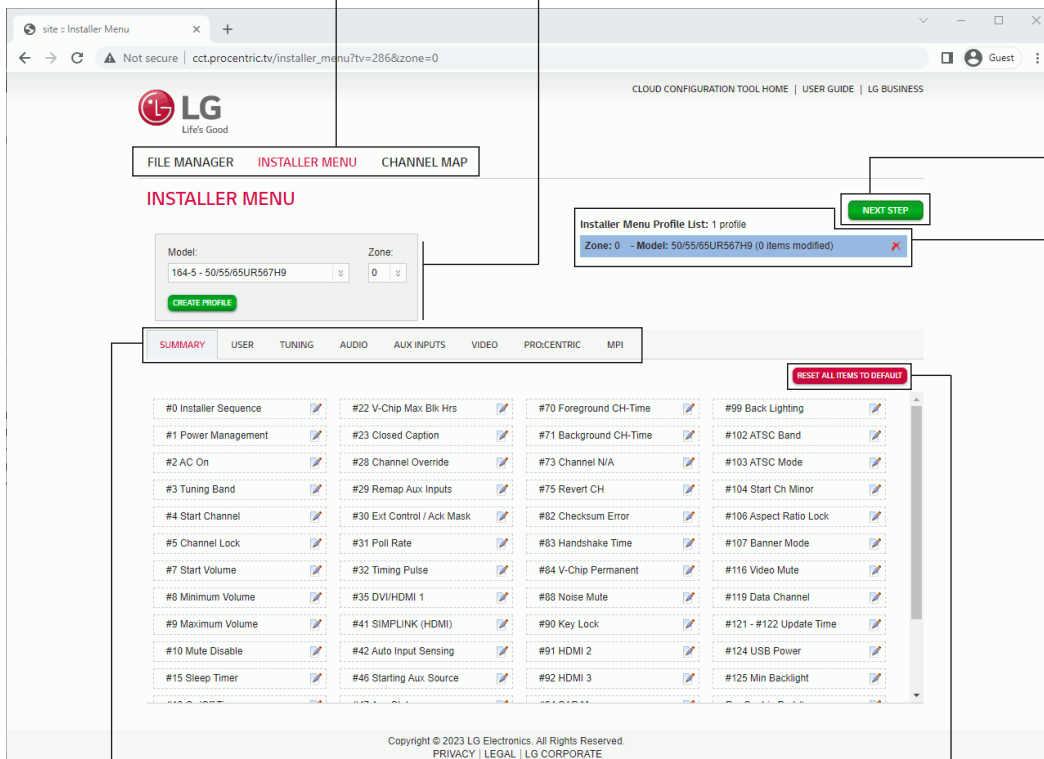 site :: Installer Menu
Not secure | cct.procentric.tv/installer_menu?tv=286&zone=0
Guest
LG
Life's Good
CLOUD CONFIGURATION TOOL HOME | USER GUIDE | LG BUSINESS
FILE MANAGER INSTALLER MENU CHANNEL MAP
INSTALLER MENU
NEXT STEP
Installer Menu Profile List: 1 profile
Zone: 0 - Model: 50/55/65UR567H9 (0 items modified)
Model: Zone:
164-5 - 50/55/65UR567H9 0
CREATE PROFILE
SUMMARY USER TUNING AUDIO AUX INPUTS VIDEO PRO:CENTRIC MPI
RESET ALL ITEMS TO DEFAULT
#0 Installer Sequence #22 V-Chip Max Blk Hrs #70 Foreground CH-Time #99 Back Lighting
#1 Power Management #23 Closed Caption #71 Background CH-Time #102 ATSC Band
#2 AC On #28 Channel Override #73 Channel N/A #103 ATSC Mode
#3 Tuning Band #29 Remap Aux Inputs #75 Revert CH #104 Start Ch Minor
#4 Start Channel #30 Ext Control / Ack Mask #82 Checksum Error #106 Aspect Ratio Lock
#5 Channel Lock #31 Poll Rate #83 Handshake Time #107 Banner Mode
#7 Start Volume #32 Timing Pulse #84 V-Chip Permanent #116 Video Mute
#8 Minimum Volume #35 DVI/HDMI 1 #88 Noise Mute #119 Data Channel
#9 Maximum Volume #41 SIMPLINK (HDMI) #90 Key Lock #121 - #122 Update Time
#10 Mute Disable #42 Auto Input Sensing #91 HDMI 2 #124 USB Power
#15 Sleep Timer #46 Starting Aux Source #92 HDMI 3 #125 Min Backlight
Copyright © 2023 LG Electronics. All Rights Reserved.
PRIVACY | LEGAL | LG CORPORATE